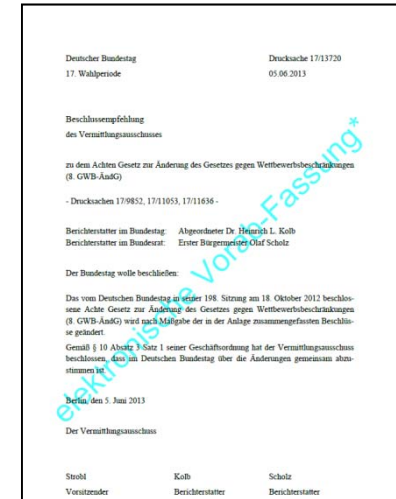 Deutscher Bundestag Drucksache 17/13720
17. Wahlperiode 05.06.2013
Beschlussempfehlung
des Vermittlungsausschusses
zu dem Achten Gesetz zur Änderung des Gesetzes gegen Wettbewerbsbeschränkungen
(8. GWB-ÄndG)
- Drucksachen 17/9852, 17/11053, 17/11636 -
Berichterstatter im Bundestag: Abgeordneter Dr. Heinrich L. Kolb
Berichterstatter im Bundesrat: Erster Bürgermeister Olaf Scholz
Der Bundestag wolle beschließen:
Das vom Deutschen Bundestag in seiner 198. Sitzung am 18. Oktober 2012 beschlos-
sene Achte Gesetz zur Änderung des Gesetzes gegen Wettbewerbsbeschränkungen
(8. GWB-ÄndG) wird nach Maßgabe der in der Anlage zusammengefassten Beschlüs-
se geändert.
Gemäß § 10 Absatz 3 Satz 1 seiner Geschäftsordnung hat der Vermittlungsausschuss
beschlossen, dass im Deutschen Bundestag über die Änderungen gemeinsam abzu-
stimmen ist.
Berlin, den 5. Juni 2013
Der Vermittlungsausschuss
Strobl Kolb Scholz
Vorsitzender Berichterstatter Berichterstatter
elektronische Vorab-Fassung*